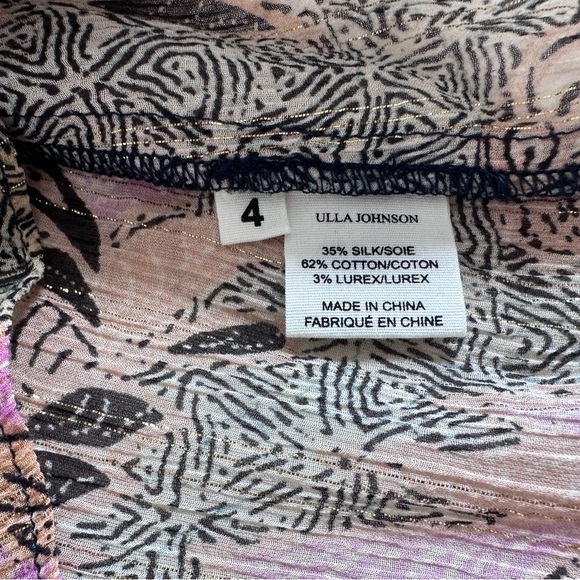 4
ULLA JOHNSON
35% SILK/SOIE
62% COTTON/COTON
3% LUREX/LUREX
MADE IN CHINA
FABRIQUÉ EN CHINE